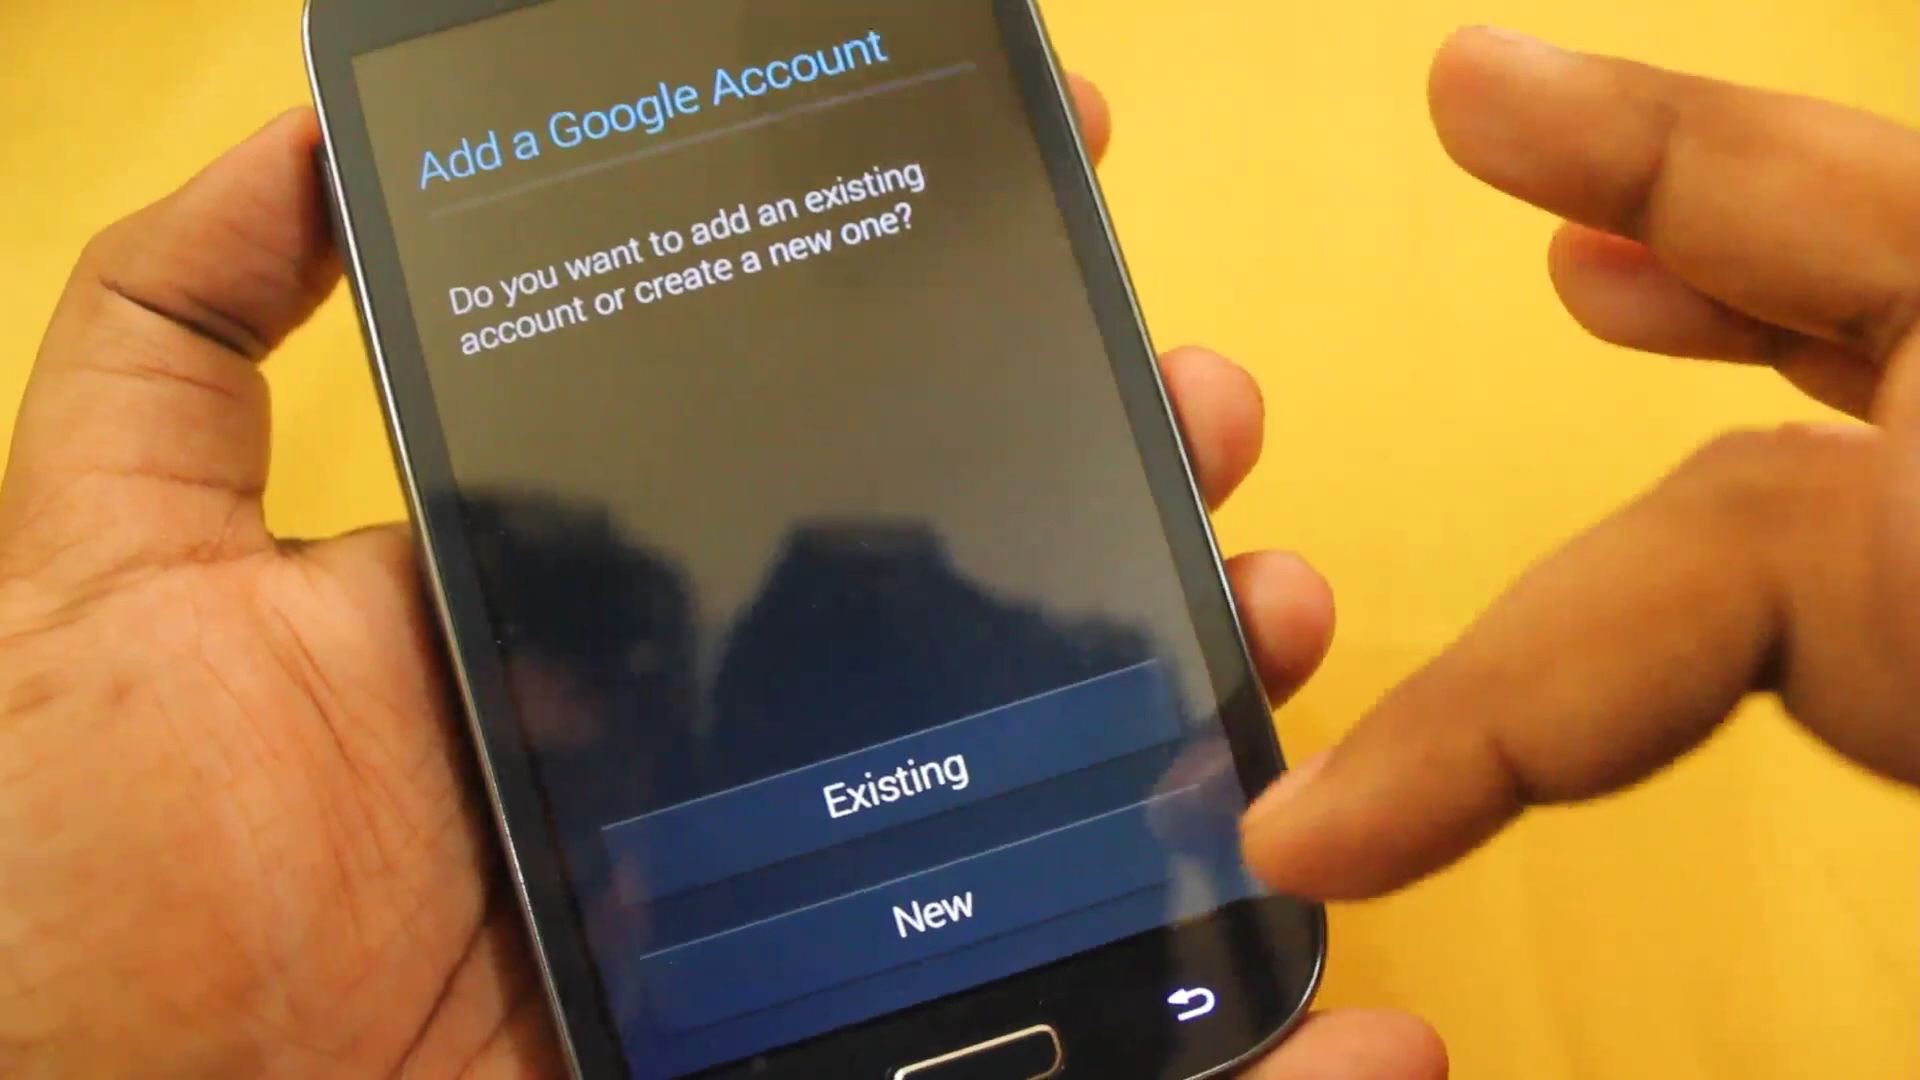 Add a Google Account
Do you want to add an existing
account or create a new one?
Existing
New